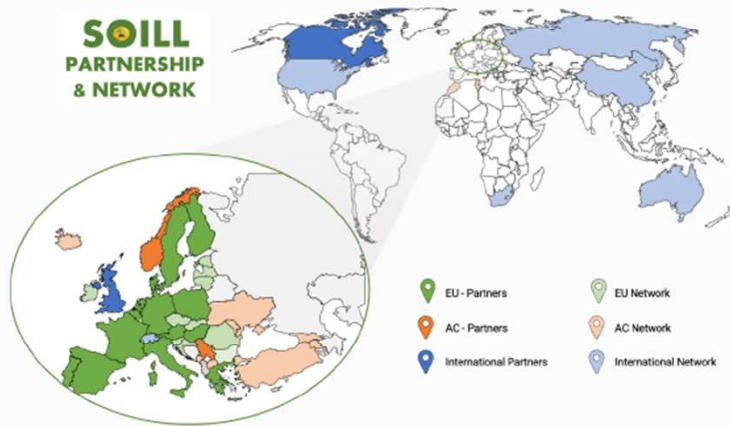 SOILL
PARTNERSHIP
& NETWORK
EU - Partners
EU Network
AC - Partners
AC Network
International Partners
International Network